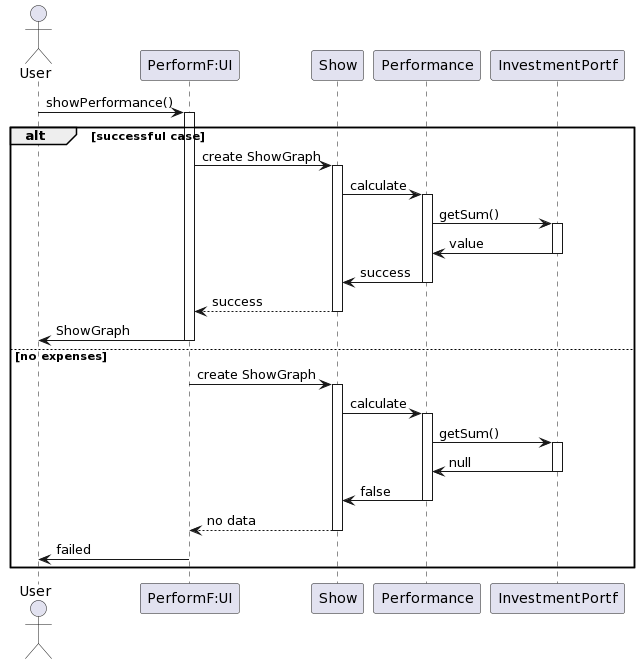 User
PerformF:UI
Show
Performance
InvestmentPortf
showPerformance()
alt
[successful case]
create ShowGraph
calculate
getSum()
value
success
success
ShowGraph
[no expenses]
create ShowGraph
calculate
getSum()
null
false
no data
failed
User
PerformF:UI
Show
Performance
InvestmentPortf